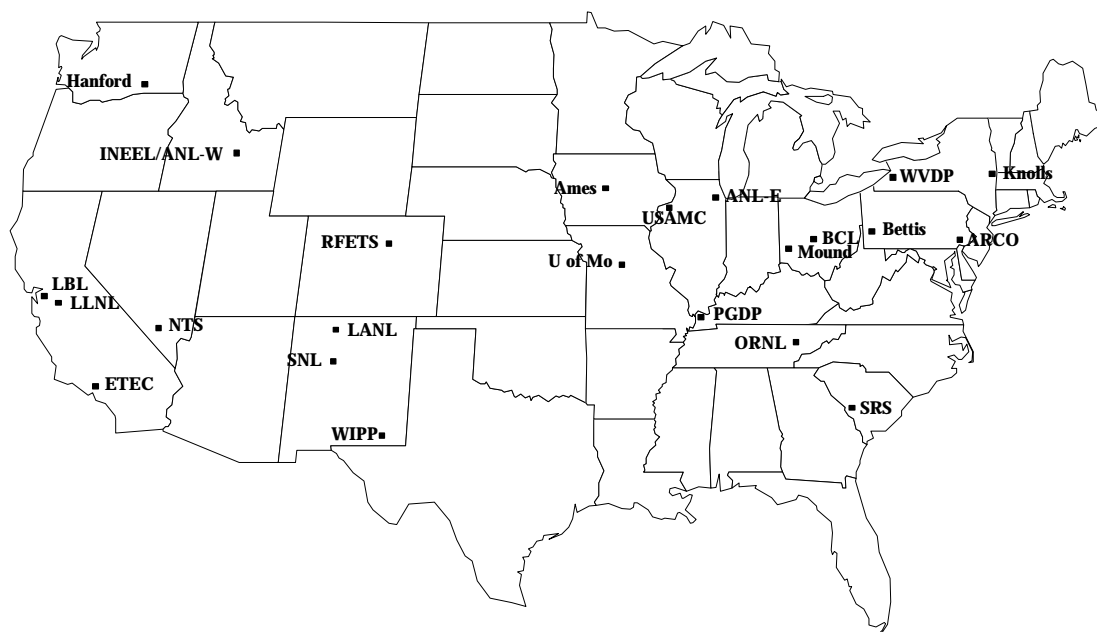 Hanford
INEEL/ANL-W
Ames
USAMC
ANL-E
WVDP
Knolls
RFETS
U of Mo
BCL
Mound
Bettis
ARCO
LBL
LLNL
NTS
LANL
PGDP
SNL
ORNL
ETEC
WIPP
SRS